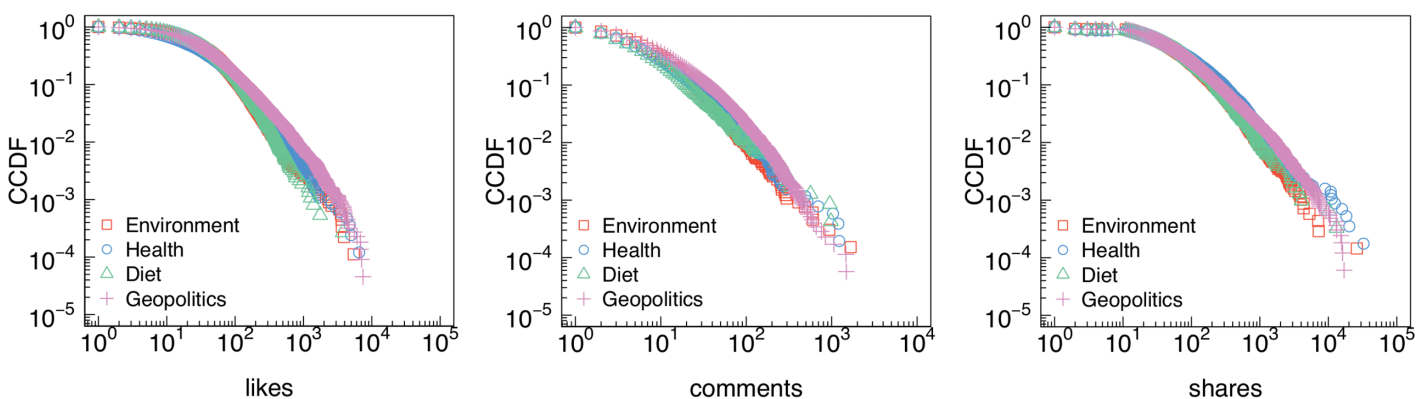 CCDF
10⁰
10⁻¹
10⁻²
10⁻³
10⁻⁴
10⁻⁵
Environment
Health
Diet
Geopolitics
10⁰ 10¹ 10² 10³ 10⁴ 10⁵
likes
CCDF
10⁰
10⁻¹
10⁻²
10⁻³
10⁻⁴
10⁻⁵
Environment
Health
Diet
Geopolitics
10⁰ 10¹ 10² 10³ 10⁴
comments
CCDF
10⁰
10⁻¹
10⁻²
10⁻³
10⁻⁴
10⁻⁵
Environment
Health
Diet
Geopolitics
10⁰ 10¹ 10² 10³ 10⁴ 10⁵
shares